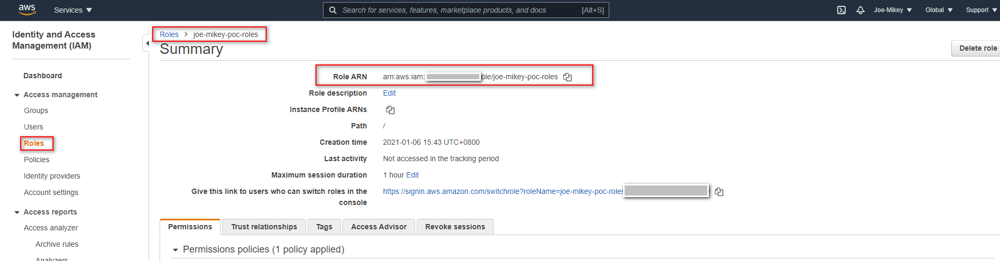 aws
Services
Search for services, features, marketplace products, and docs [Alt+S]
Joe-Mikey
Global
Support
Identity and Access
Management (IAM)
Dashboard
Access management
Groups
Users
Roles
Policies
Identity providers
Account settings
Access reports
Access analyzer
Archive rules
Analyzers
Roles > joe-mikey-poc-roles
Summary
Delete role
Role ARN arn:aws:iam: ole/joe-mikey-poc-roles
Role description Edit
Instance Profile ARNs
Path /
Creation time 2021-01-06 15:43 UTC+0800
Last activity Not accessed in the tracking period
Maximum session duration 1 hour Edit
Give this link to users who can switch roles in the
console
https://signin.aws.amazon.com/switchrole?roleName=joe-mikey-poc-roles
Permissions
Trust relationships
Tags
Access Advisor
Revoke sessions
Permissions policies (1 policy applied)